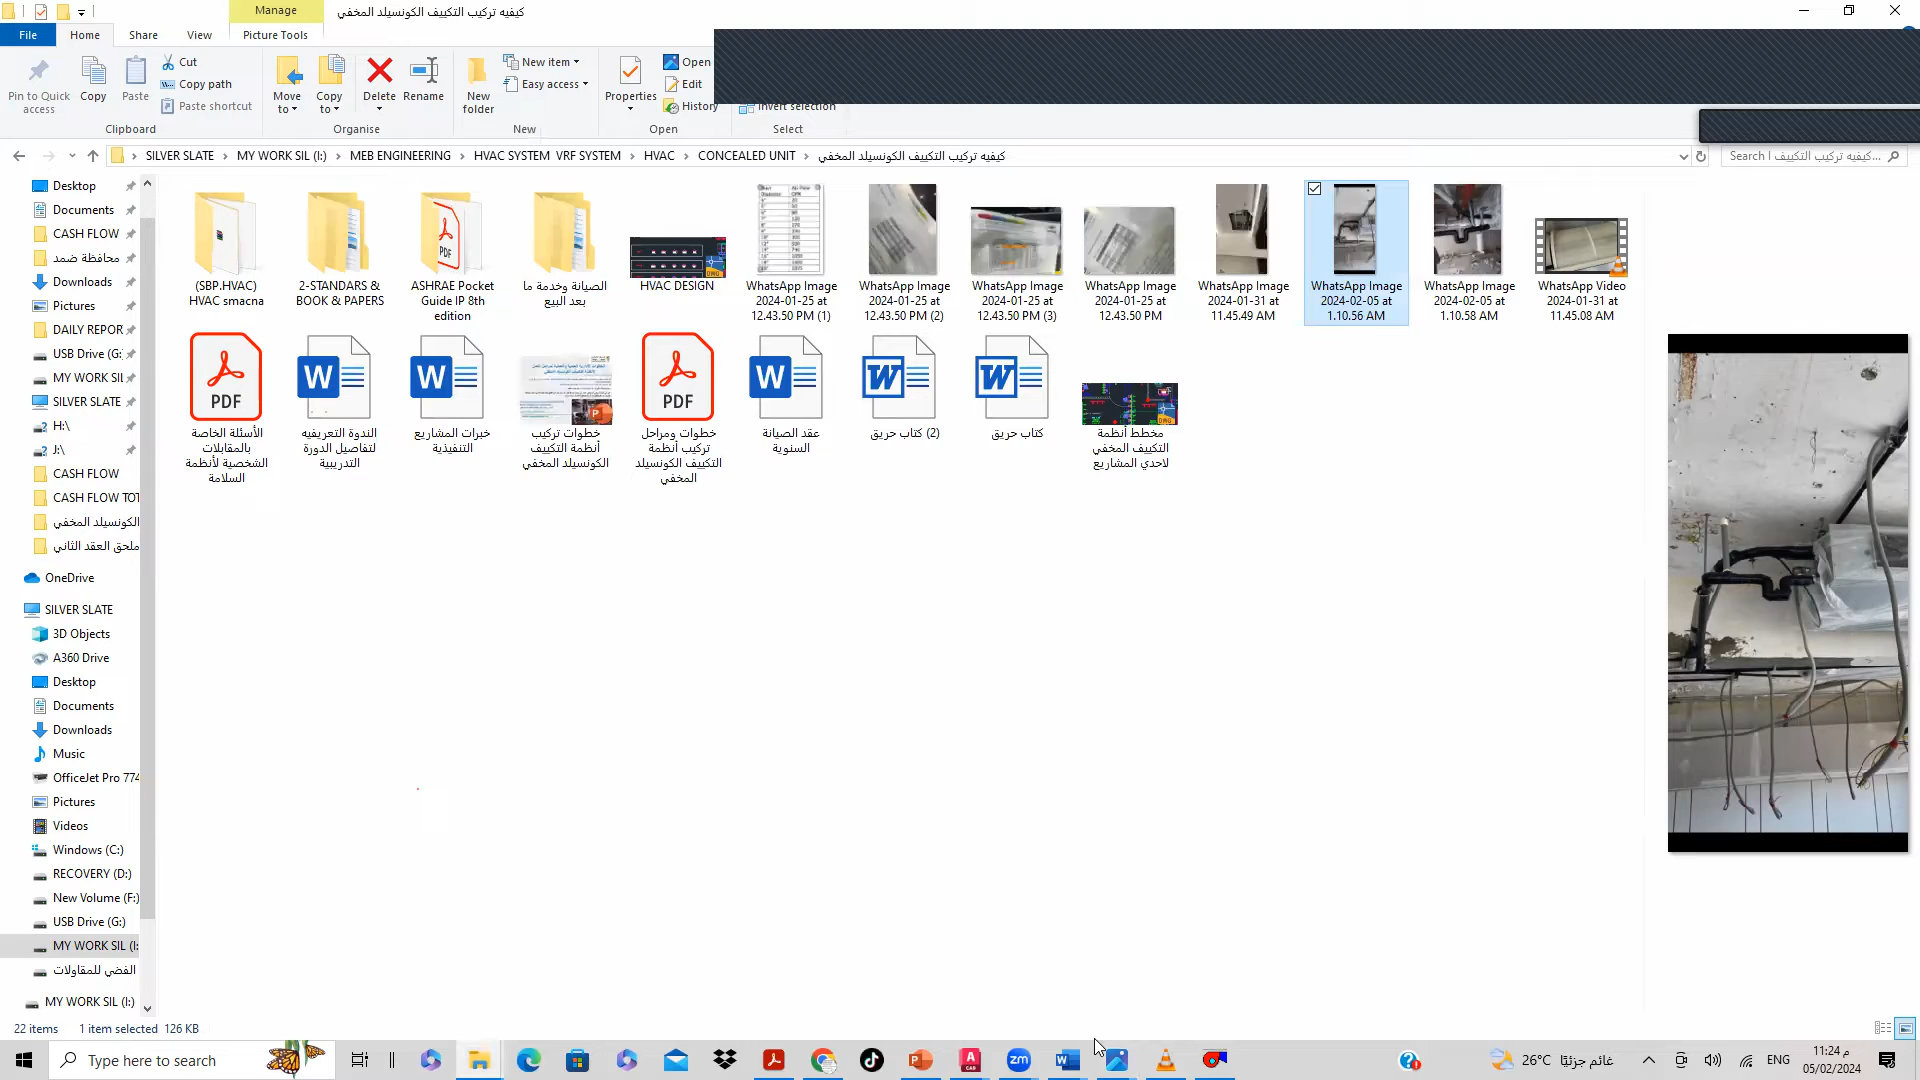 Manage
كيفيه تركيب التكييف الكونسيلد المخفي
File
Home
Share
View
Picture Tools
Pin to Quick access
Copy
Paste
Cut
Copy path
Paste shortcut
Clipboard
Move to
Copy to
Delete
Rename
Organise
New folder
New item
Easy access
New
Properties
Open
Edit
History
Open
Invert selection
Select
SILVER SLATE
MY WORK SIL (I:)
MEB ENGINEERING
HVAC SYSTEM VRF SYSTEM
HVAC
CONCEALED UNIT
كيفيه تركيب التكييف الكونسيلد المخفي
Search كيفيه تركيب التكييف ا...
Desktop
Documents
CASH FLOW
محافظة ضمد
Downloads
Pictures
DAILY REPOR
USB Drive (G:
MY WORK SIL
SILVER SLATE
H:\
J:\
CASH FLOW
CASH FLOW TOT
الكونسيلد المخفي
ملحق العقد الثاني
OneDrive
SILVER SLATE
3D Objects
A360 Drive
Desktop
Documents
Downloads
Music
OfficeJet Pro 774
Pictures
Videos
Windows (C:)
RECOVERY (D:)
New Volume (F:)
USB Drive (G:)
MY WORK SIL (I:
الفضي للمقاولات
MY WORK SIL (I:)
(SBP.HVAC)
HVAC smacna
2-STANDARS &
BOOK & PAPERS
ASHRAE Pocket
Guide IP 8th
edition
الصيانة وخدمة ما
بعد البيع
HVAC DESIGN
WhatsApp Image
2024-01-25 at
12.43.50 PM (1)
WhatsApp Image
2024-01-25 at
12.43.50 PM (2)
WhatsApp Image
2024-01-25 at
12.43.50 PM (3)
WhatsApp Image
2024-01-25 at
12.43.50 PM
WhatsApp Image
2024-01-31 at
11.45.49 AM
WhatsApp Image
2024-02-05 at
1.10.56 AM
WhatsApp Image
2024-02-05 at
1.10.58 AM
WhatsApp Video
2024-01-31 at
11.45.08 AM
PDF
الأسئلة الخاصة
بالمقابلات
الشخصية لأنظمة
السلامة
الندوة التعريفيه
لتفاصيل الدورة
التدريبية
خبرات المشاريع
التنفيذية
خطوات تركيب
أنظمة التكييف
الكونسيلد المخفي
PDF
خطوات ومراحل
تركيب أنظمة
التكييف الكونسيلد
المخفي
عقد الصيانة
السنوية
كتاب حريق (2)
كتاب حريق
مخطط أنظمة
التكييف المخفي
لاحدي المشاريع
22 items
1 item selected 126 KB
Type here to search
26°C غائم جزئيًا
ENG
11:24 م
05/02/2024